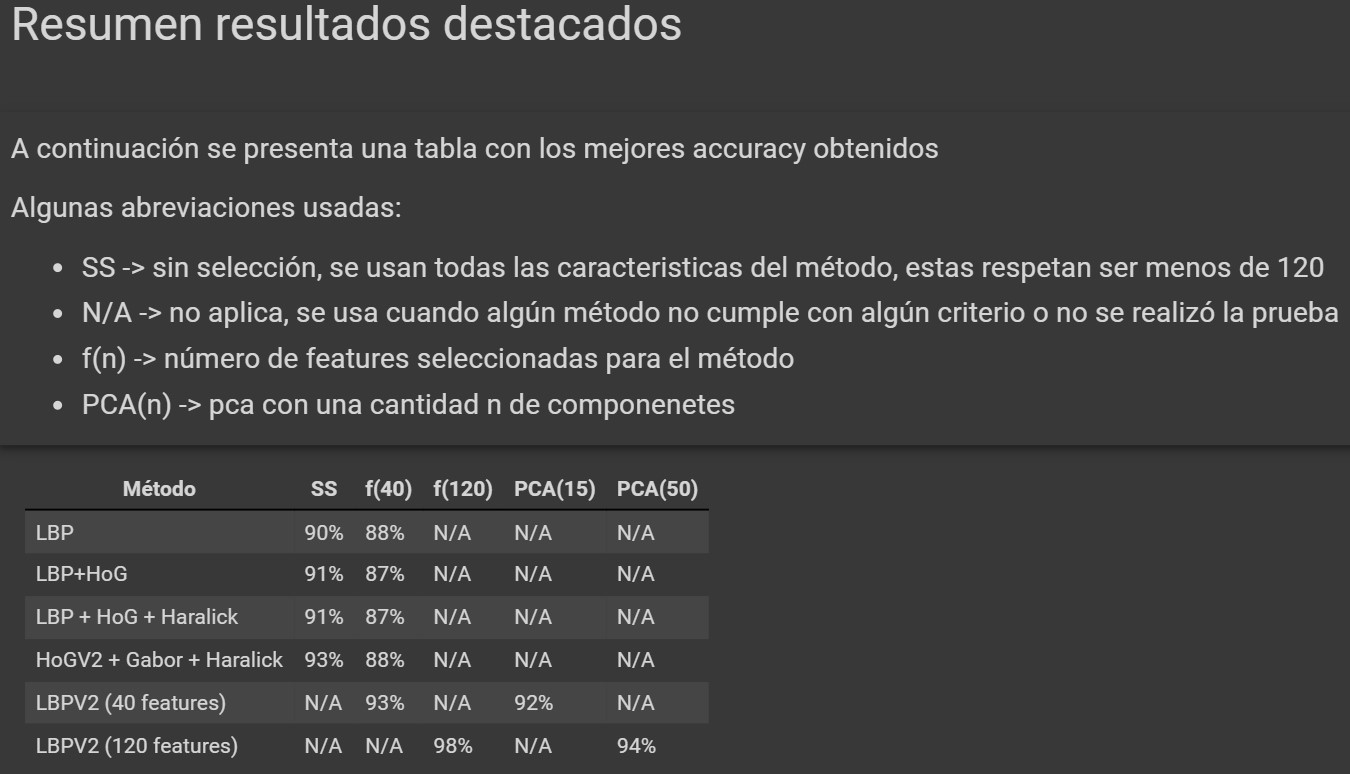 Resumen resultados destacados
A continuación se presenta una tabla con los mejores accuracy obtenidos
Algunas abreviaciones usadas:
• SS -> sin selección, se usan todas las caracteristicas del método, estas respetan ser menos de 120
• N/A -> no aplica, se usa cuando algún método no cumple con algún criterio o no se realizó la prueba
• f(n) -> número de features seleccionadas para el método
• PCA(n) -> pca con una cantidad n de componenetes
Método SS f(40) f(120) PCA(15) PCA(50)
LBP 90% 88% N/A N/A N/A
LBP+HoG 91% 87% N/A N/A N/A
LBP + HoG + Haralick 91% 87% N/A N/A N/A
HoGV2 + Gabor + Haralick 93% 88% N/A N/A N/A
LBPV2 (40 features) N/A 93% N/A 92% N/A
LBPV2 (120 features) N/A N/A 98% N/A 94%